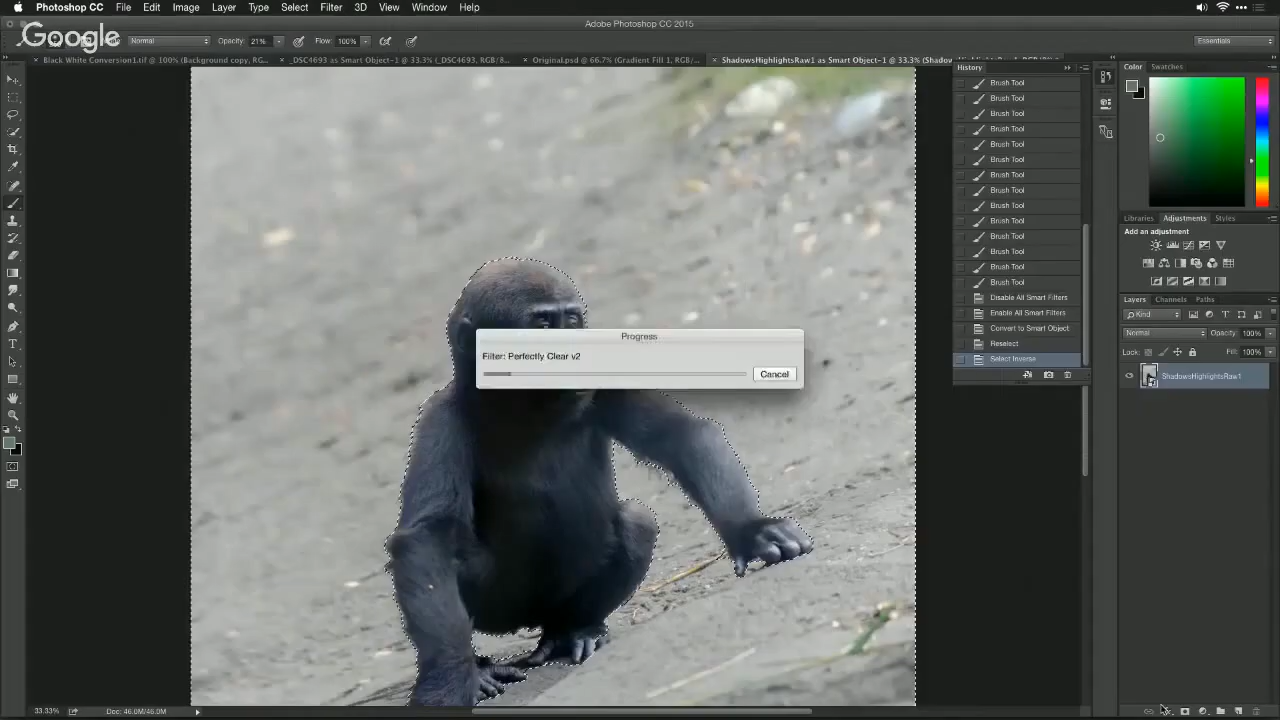 Photoshop CC File Edit Image Layer Type Select Filter 3D View Window Help
Adobe Photoshop CC 2015
Google
Normal Opacity: 21% Flow: 100% Essentials
Black White Conversion1.tif @ 100% (Background copy, RG... _DSC4693 as Smart Object-1 @ 33.3% (_DSC4693, RGB/8... Original.psd @ 66.7% (Gradient Fill 1, RGB/... ShadowsHighlightsRaw1 as Smart Object-1 @ 33.3%
History
Color Swatches
Brush Tool
Brush Tool
Brush Tool
Brush Tool
Brush Tool
Brush Tool
Brush Tool
Brush Tool
Brush Tool
Brush Tool
Brush Tool
Brush Tool
Brush Tool
Brush Tool
Disable All Smart Filters
Enable All Smart Filters
Convert to Smart Object
Reselect
Select Inverse
Libraries Adjustments Styles
Add an adjustment
Layers Channels Paths
Kind
Normal Opacity: 100%
Lock: Fill: 100%
ShadowsHighlightsRaw1
Progress
Filter: Perfectly Clear v2
Cancel
33.33% Doc: 46.0M/46.0M